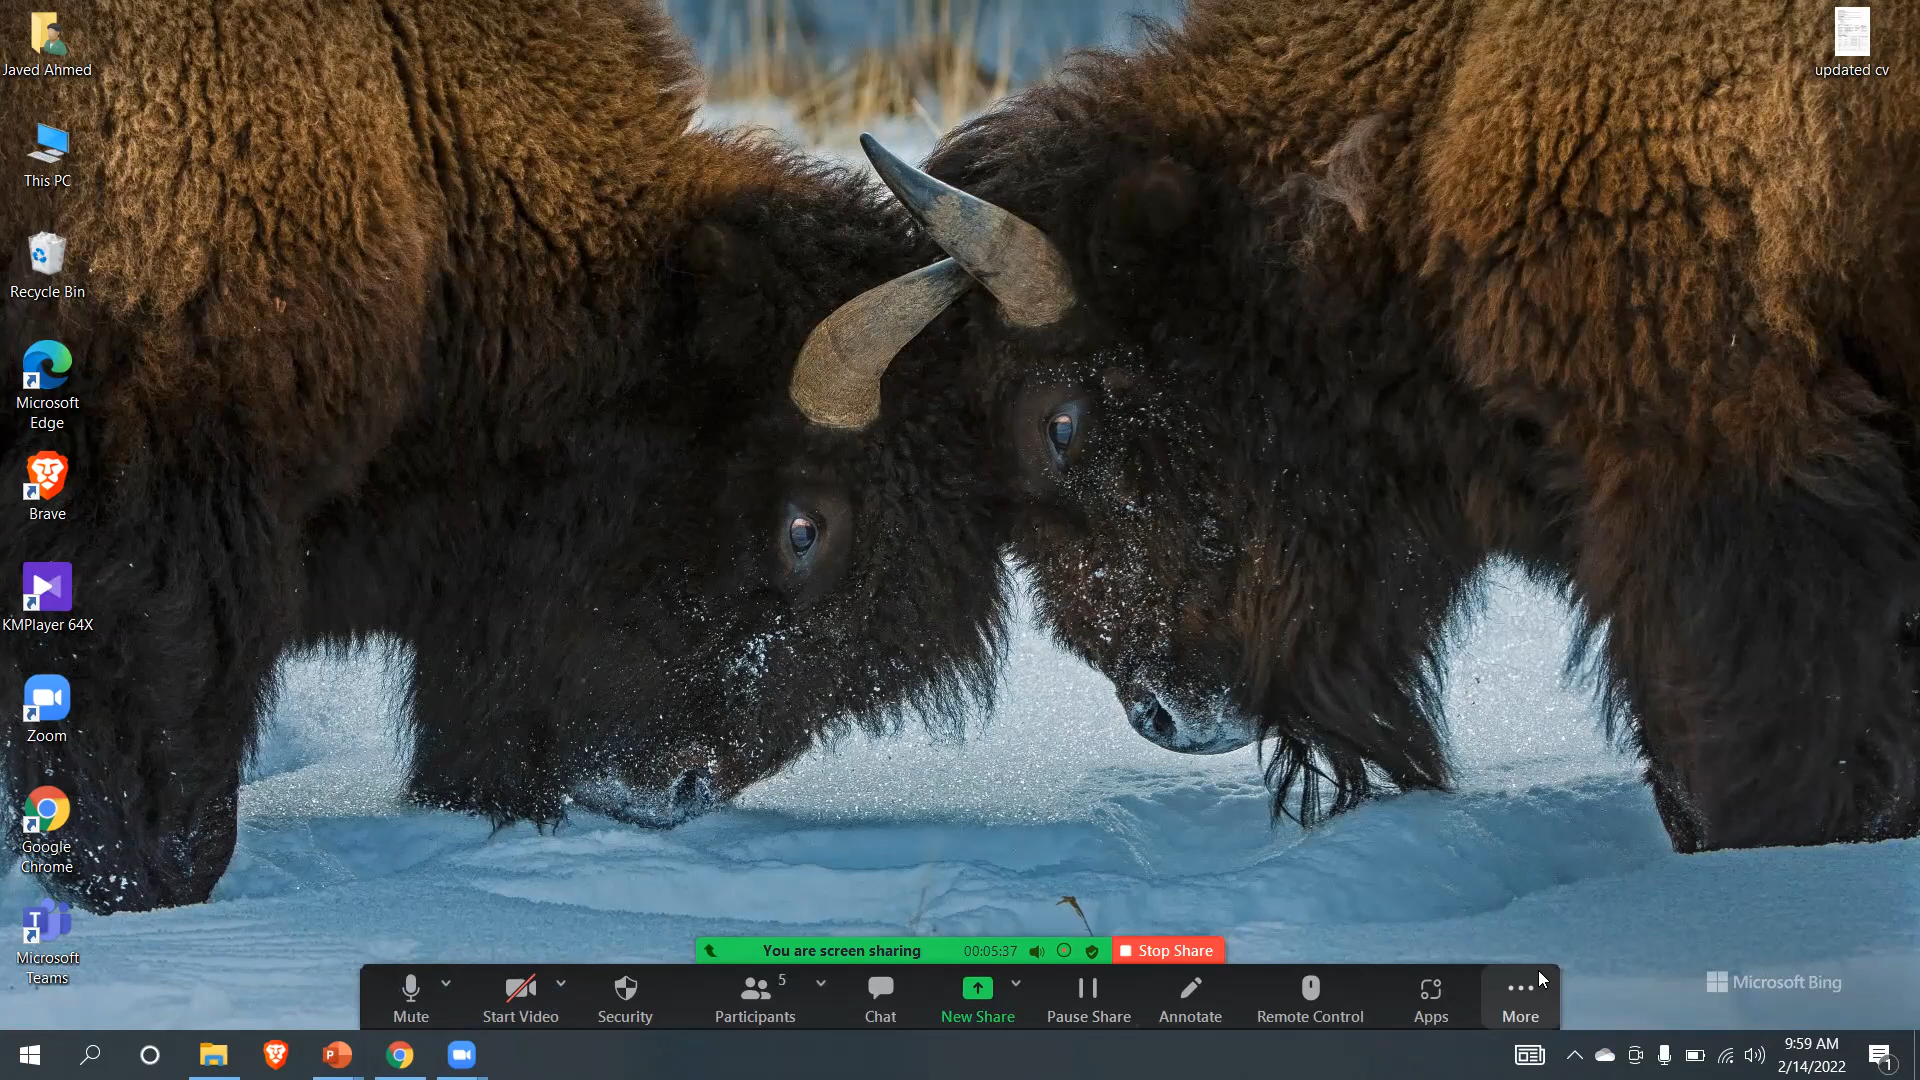 Javed Ahmed
This PC
Recycle Bin
Microsoft
Edge
Brave
KMPlayer 64X
Zoom
Google
Chrome
T
Microsoft
Teams
updated cv
You are screen sharing 00:05:37 Stop Share
Mute
Start Video
Security
5
Participants
Chat
New Share
Pause Share
Annotate
Remote Control
Apps
More
Microsoft Bing
P
9:59 AM
2/14/2022
1